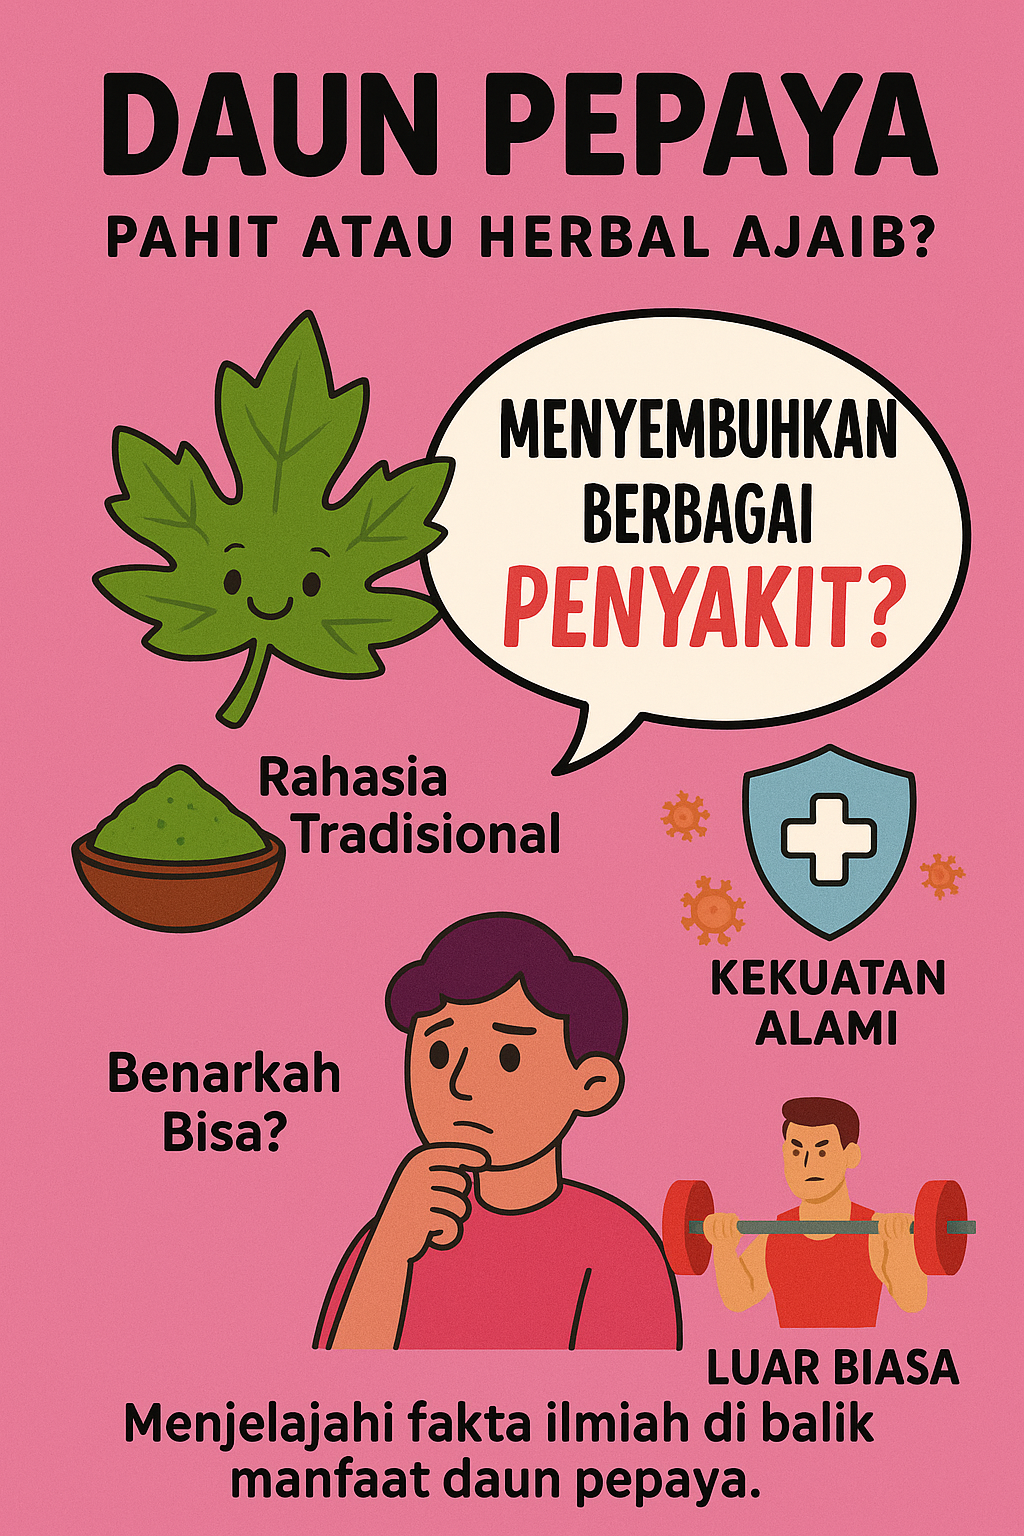 DAUN PEPAYA
PAHIT ATAU HERBAL AJAIB?
MENYEMBUHKAN
BERBAGAI
PENYAKIT?
Rahasia
Tradisional
KEKUATAN
ALAMI
Benarkah
Bisa?
LUAR BIASA
Menjelajahi fakta ilmiah di balik
manfaat daun pepaya.